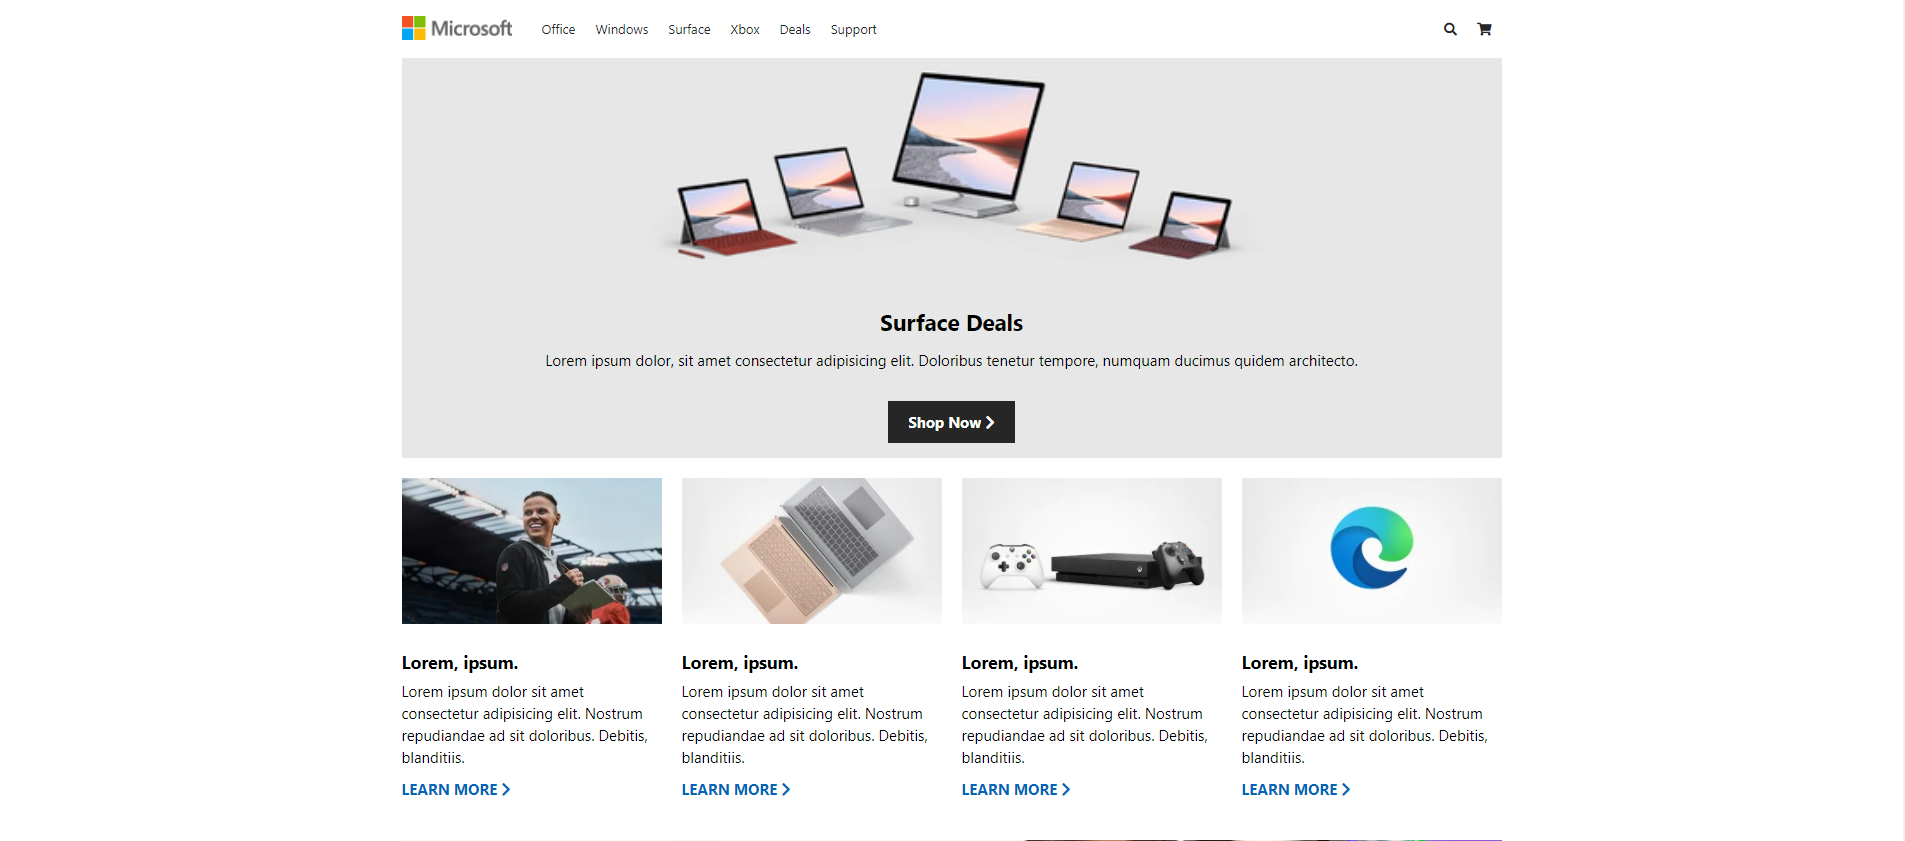 Microsoft Office Windows Surface Xbox Deals Support
Surface Deals
Lorem ipsum dolor, sit amet consectetur adipisicing elit. Doloribus tenetur tempore, numquam ducimus quidem architecto.
Shop Now
Lorem, ipsum.
Lorem ipsum dolor sit amet
consectetur adipisicing elit. Nostrum
repudiandae ad sit doloribus. Debitis,
blanditiis.
LEARN MORE
Lorem, ipsum.
Lorem ipsum dolor sit amet
consectetur adipisicing elit. Nostrum
repudiandae ad sit doloribus. Debitis,
blanditiis.
LEARN MORE
Lorem, ipsum.
Lorem ipsum dolor sit amet
consectetur adipisicing elit. Nostrum
repudiandae ad sit doloribus. Debitis,
blanditiis.
LEARN MORE
Lorem, ipsum.
Lorem ipsum dolor sit amet
consectetur adipisicing elit. Nostrum
repudiandae ad sit doloribus. Debitis,
blanditiis.
LEARN MORE